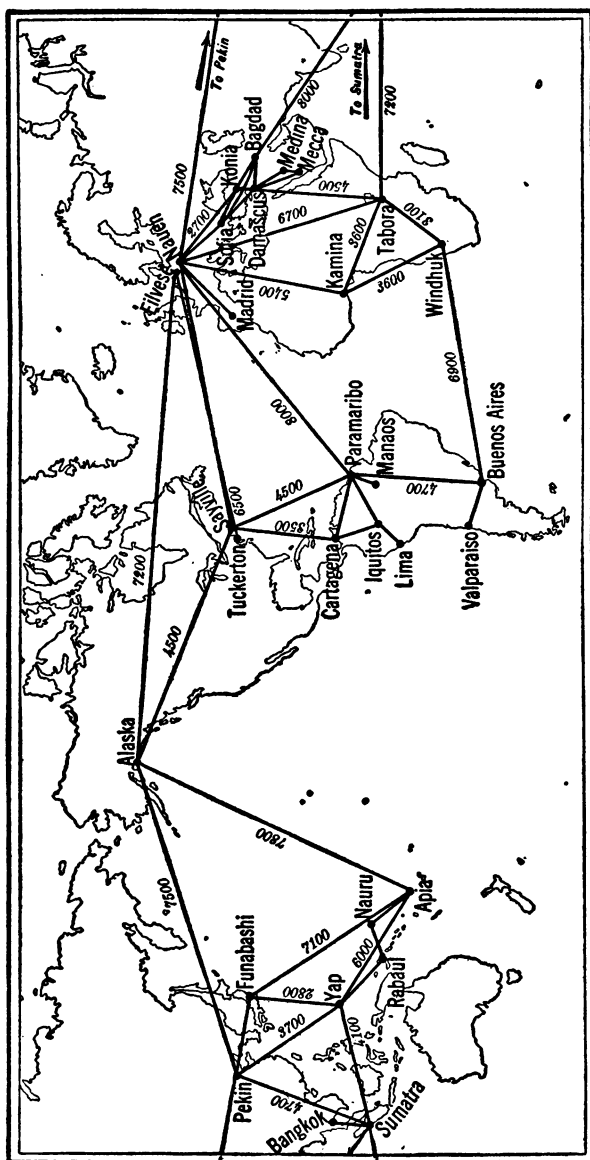 Pekin
7500
Alaska
7200
Eilvese
Nauen
7500
To Pekin
4700
Bangkok
Sumatra
3700
Funabashi
2800
Yap
4100
6000
7100
Nauru
Rabaul
Apia
7800
4500
Sayville
Tuckerton
6500
3500
4500
8000
Cartagena
Paramaribo
Manaos
Iquitos
Lima
4700
Valparaiso
Buenos Aires
6900
Madrid
2700
Konia
Sofia
Damascus
Bagdad
8000
Medina
Mecca
5400
4500
Kamina
3600
Tabora
3600
3100
Windhuk
To Sumatra
7200